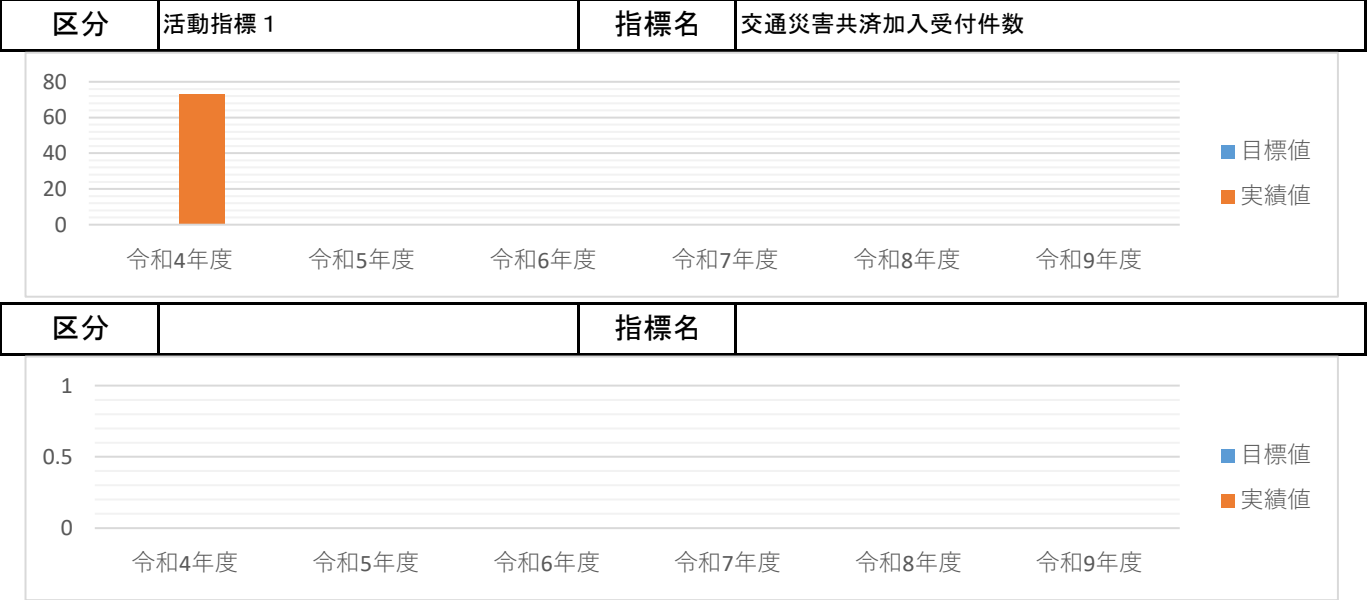 区分 活動指標１ 指標名 交通災害共済加入受付件数
80
60
40
20
0
令和4年度 令和5年度 令和6年度 令和7年度 令和8年度 令和9年度
目標値
実績値
区分 指標名
1
0.5
0
令和4年度 令和5年度 令和6年度 令和7年度 令和8年度 令和9年度
目標値
実績値